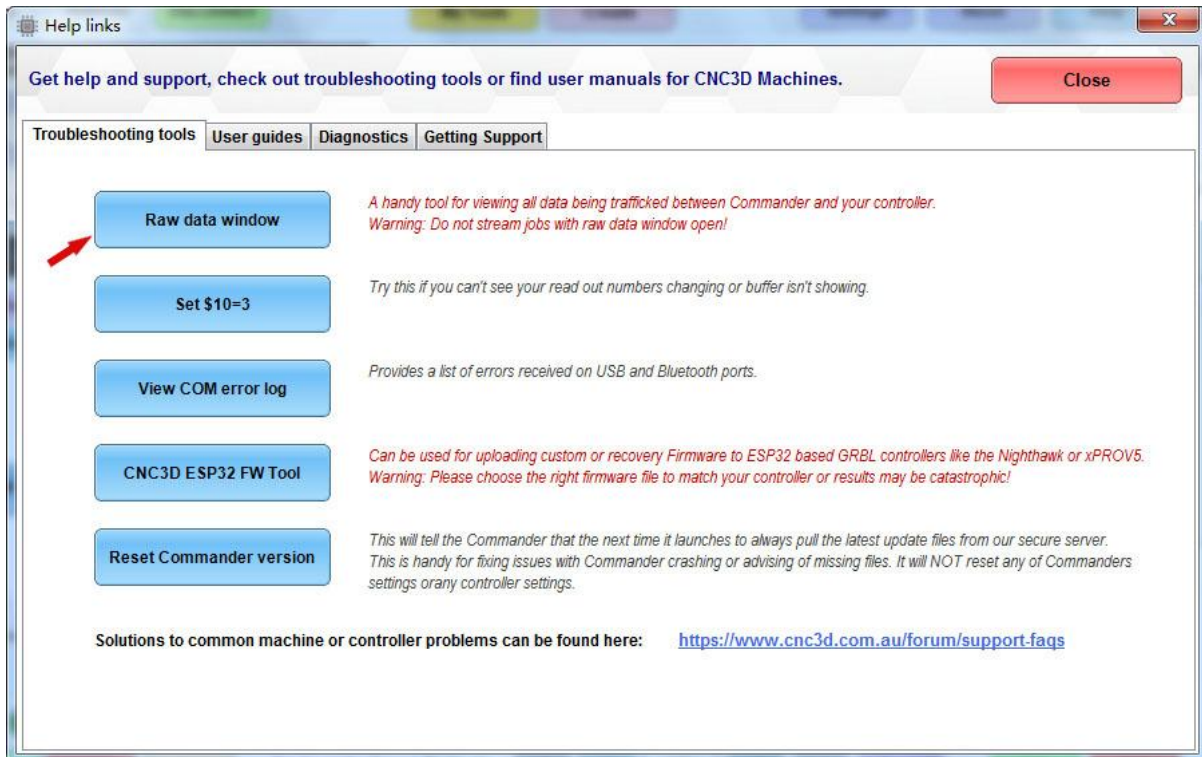 Help links
Get help and support, check out troubleshooting tools or find user manuals for CNC3D Machines.
Close
Troubleshooting tools
User guides
Diagnostics
Getting Support
Raw data window
A handy tool for viewing all data being trafficked between Commander and your controller.
Warning: Do not stream jobs with raw data window open!
Set $10=3
Try this if you can't see your read out numbers changing or buffer isn't showing.
View COM error log
Provides a list of errors received on USB and Bluetooth ports.
CNC3D ESP32 FW Tool
Can be used for uploading custom or recovery Firmware to ESP32 based GRBL controllers like the Nighthawk or xPROV5.
Warning: Please choose the right firmware file to match your controller or results may be catastrophic!
Reset Commander version
This will tell the Commander that the next time it launches to always pull the latest update files from our secure server.
This is handy for fixing issues with Commander crashing or advising of missing files. It will NOT reset any of Commanders
settings orany controller settings.
Solutions to common machine or controller problems can be found here:
https://www.cnc3d.com.au/forum/support-faqs